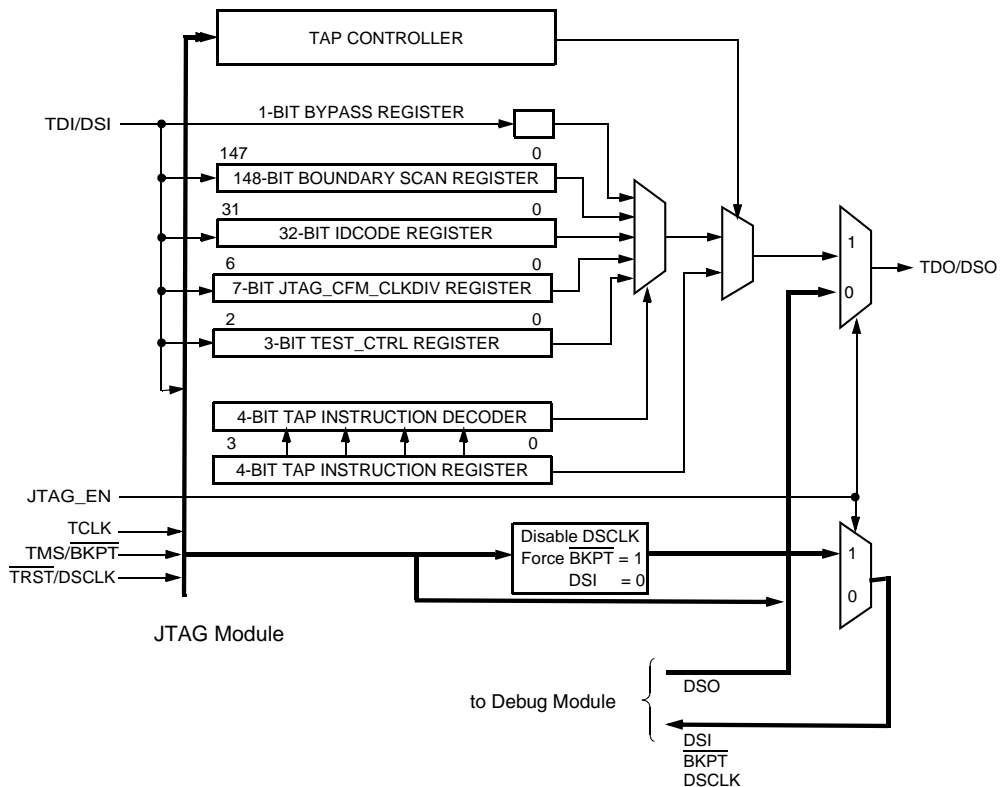 TAP CONTROLLER
1-BIT BYPASS REGISTER
TDI/DSI
147 0
148-BIT BOUNDARY SCAN REGISTER
31 0
32-BIT IDCODE REGISTER
1
6 0
TDO/DSO
7-BIT JTAG_CFM_CLKDIV REGISTER
0
2 0
3-BIT TEST_CTRL REGISTER
4-BIT TAP INSTRUCTION DECODER
3 0
4-BIT TAP INSTRUCTION REGISTER
JTAG_EN
TCLK
TMS/BKPT
TRST/DSCLK
Disable DSCLK
Force BKPT = 1
DSI = 0
1
0
JTAG Module
to Debug Module
DSO
DSI
BKPT
DSCLK